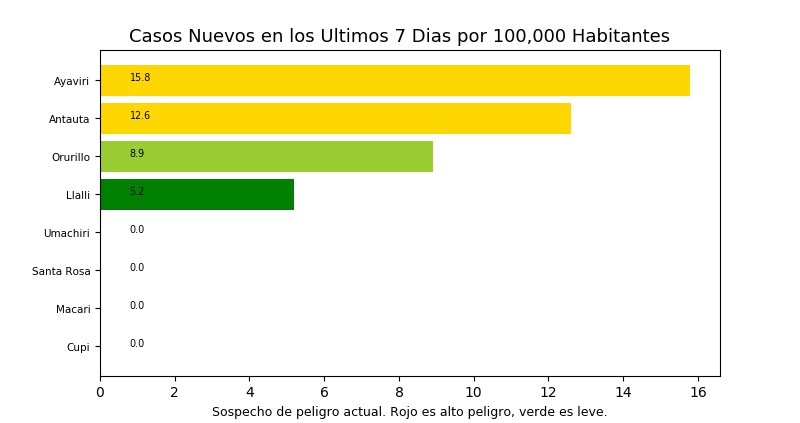 Casos Nuevos en los Ultimos 7 Dias por 100,000 Habitantes
Ayaviri 15.8
Antauta 12.6
Orurillo 8.9
Llalli 5.2
Umachiri 0.0
Santa Rosa 0.0
Macari 0.0
Cupi 0.0
0 2 4 6 8 10 12 14 16
Sospecho de peligro actual. Rojo es alto peligro, verde es leve.